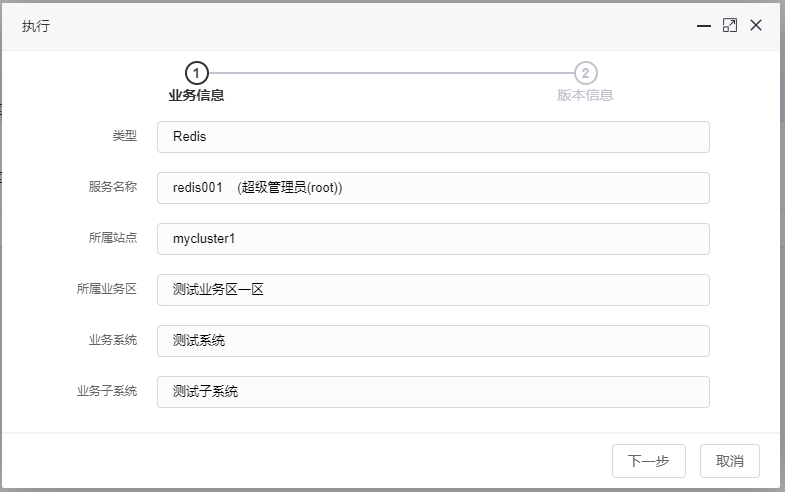 执行
1
2
业务信息
版本信息
类型
Redis
服务名称
redis001 (超级管理员(root))
所属站点
mycluster1
所属业务区
测试业务区一区
业务系统
测试系统
业务子系统
测试子系统
下一步
取消